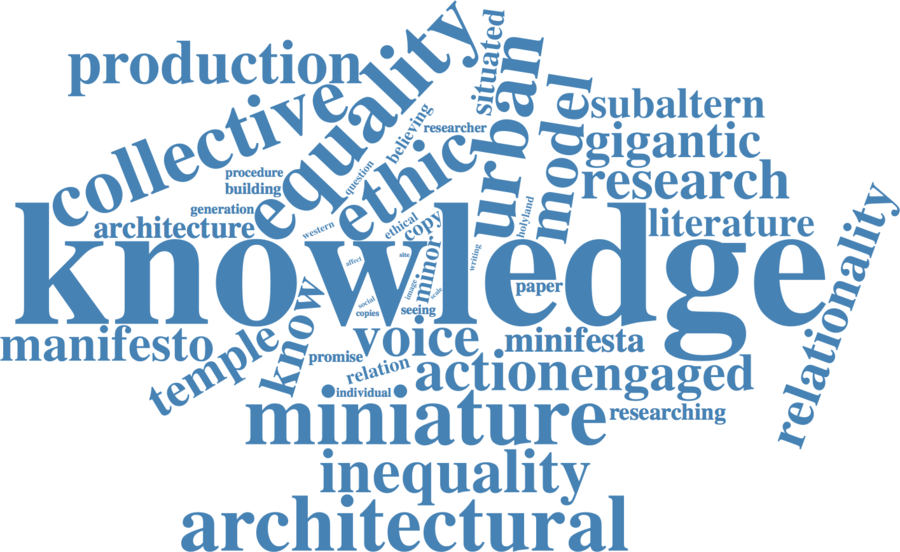 production
collective
equality
situated
urban
model
subaltern
gigantic
research
believing
researcher
ethic
question
procedure
building
generation
architecture
western
ethical
copy
holyland
literature
knowledge
relationality
affect
site
minor
writing
image
scale
social
copies
seeing
paper
manifesto
temple
know
voice
minifesta
promise
relation
action
engaged
individual
miniature
researching
inequality
architectural